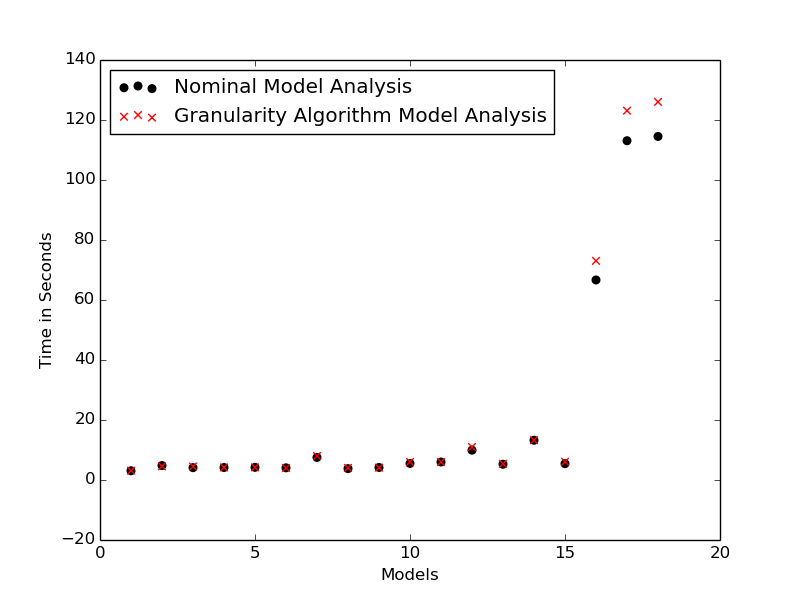 140
120
100
80
60
40
20
0
−20
0 5 10 15 20
Nominal Model Analysis
Granularity Algorithm Model Analysis
Time in Seconds
Models